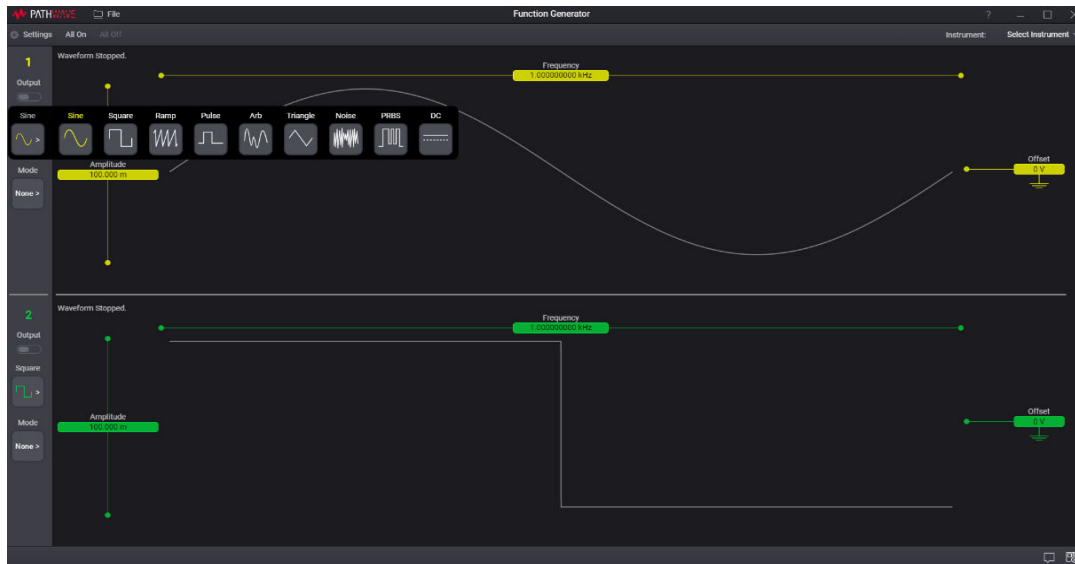 PATHWAVE File Function Generator ?
Settings All On All Off Instrument: Select Instrument
1
Waveform Stopped.
Frequency
1.000000000 kHz
Output
Sine Sine Square Ramp Pulse Arb Triangle Noise PRBS DC
>
Mode
Amplitude
100.000 m
Offset
0 V
None >
2
Waveform Stopped.
Frequency
1.000000000 kHz
Output
Square
>
Mode
Amplitude
100.000 m
Offset
0 V
None >